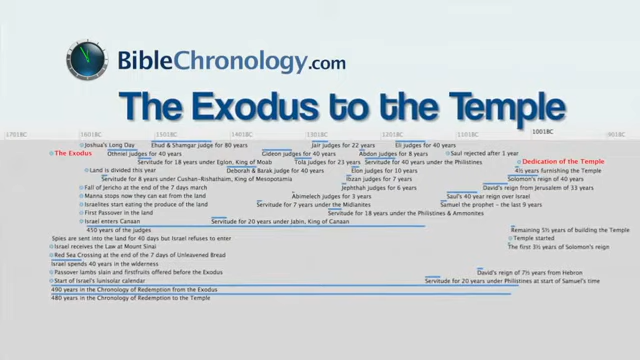 BibleChronology.com
The Exodus to the Temple
1701BC 1601BC 1501BC 1401BC 1301BC 1201BC 1101BC 1001BC 901BC
Joshua's Long Day Ehud & Shamgar judge for 80 years Jair judges for 22 years Eli judges for 40 years
The Exodus Othniel judges for 40 years Gideon judges for 40 years Abdon judges for 8 years Saul rejected after 1 year
Servitude for 18 years under Eglon, King of Moab Tola judges for 23 years Servitude for 40 years under the Philistines Dedication of the Temple
Land is divided this year Deborah & Barak judge for 40 years Elon judges for 10 years 4½ years furnishing the Temple
Servitude for 8 years under Cushan-Rishathaim, King of Mesopotamia Ibzan judges for 7 years Solomon's reign of 40 years
Fall of Jericho at the end of the 7 days march Jephthah judges for 6 years David's reign from Jerusalem of 33 years
Manna stops now they can eat from the land Abimelech judges for 3 years Saul's 40 year reign over Israel
Israelites start eating the produce of the land Servitude for 7 years under the Midianites Samuel the prophet - the last 9 years
First Passover in the land Servitude for 18 years under the Philistines & Ammonites
Israel enters Canaan Servitude for 20 years under Jabin, King of Canaan
450 years of the judges Remaining 5½ years of building the Temple
Spies are sent into the land for 40 days but Israel refuses to enter Temple started
Israel receives the Law at Mount Sinai The first 3½ years of Solomon's reign
Red Sea Crossing at the end of the 7 days of Unleavened Bread
Israel spends 40 years in the wilderness
Passover lambs slain and firstfruits offered before the Exodus David's reign of 7½ years from Hebron
Start of Israel's lunisolar calendar Servitude for 20 years under Philistines at start of Samuel's time
490 years in the Chronology of Redemption from the Exodus
480 years in the Chronology of Redemption to the Temple